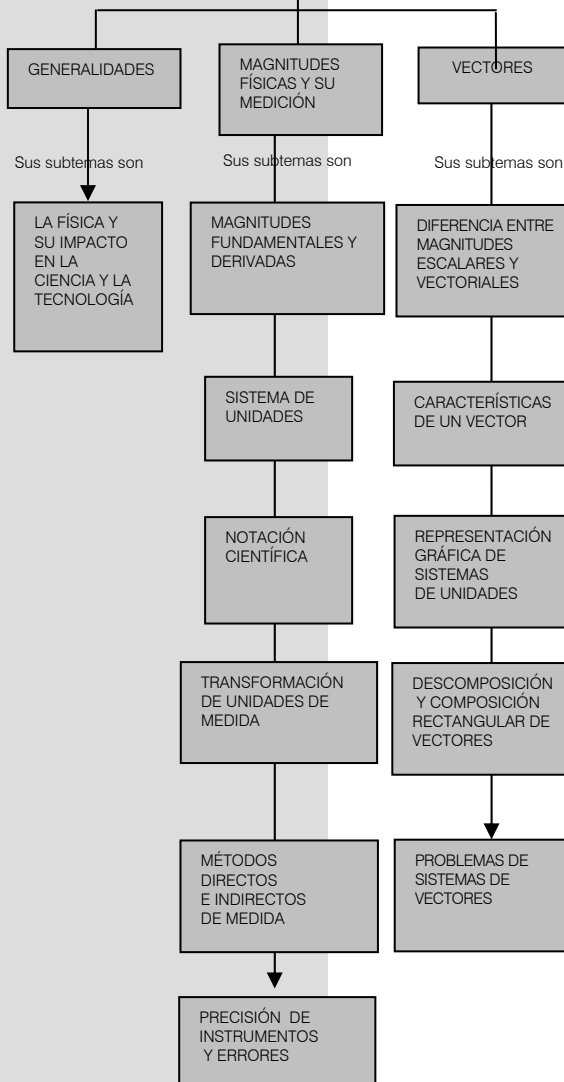 GENERALIDADES
Sus subtemas son
LA FÍSICA Y
SU IMPACTO
EN LA
CIENCIA Y LA
TECNOLOGÍA
MAGNITUDES
FÍSICAS Y SU
MEDICIÓN
Sus subtemas son
MAGNITUDES
FUNDAMENTALES Y
DERIVADAS
SISTEMA DE
UNIDADES
NOTACIÓN
CIENTÍFICA
TRANSFORMACIÓN
DE UNIDADES DE
MEDIDA
MÉTODOS
DIRECTOS
E INDIRECTOS
DE MEDIDA
PRECISIÓN DE
INSTRUMENTOS
Y ERRORES
VECTORES
Sus subtemas son
DIFERENCIA ENTRE
MAGNITUDES
ESCALARES Y
VECTORIALES
CARACTERÍSTICAS
DE UN VECTOR
REPRESENTACIÓN
GRÁFICA DE
SISTEMAS
DE UNIDADES
DESCOMPOSICIÓN
Y COMPOSICIÓN
RECTANGULAR DE
VECTORES
PROBLEMAS DE
SISTEMAS DE
VECTORES